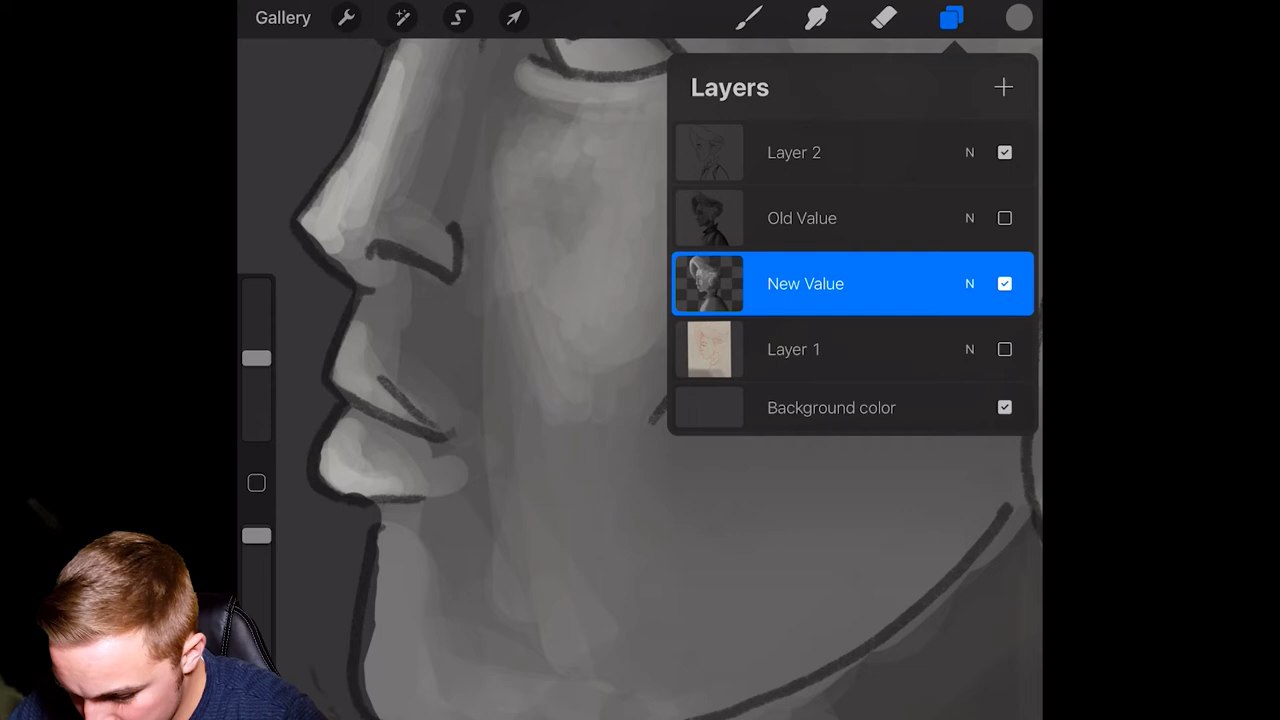 Gallery
Layers
Layer 2 N
Old Value N
New Value N
Layer 1 N
Background color